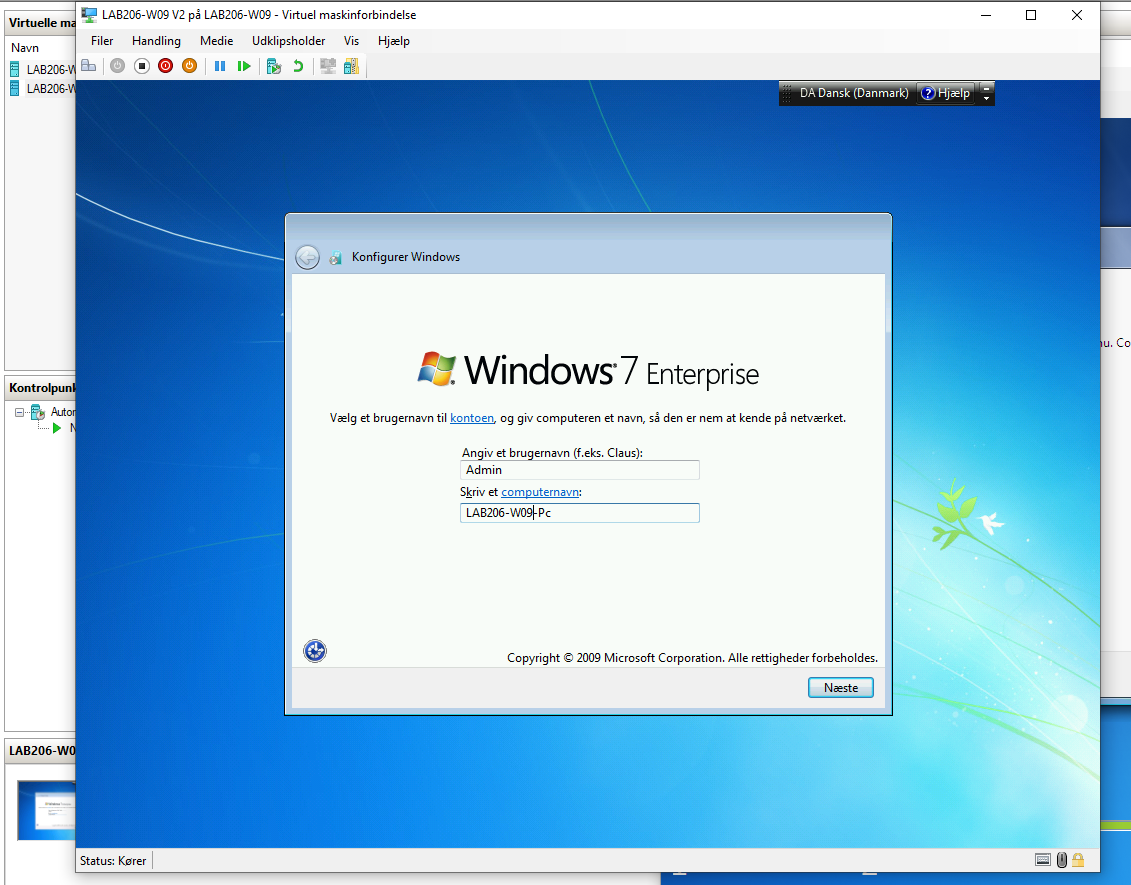 LAB206-W09 V2 på LAB206-W09 - Virtuel maskinforbindelse
Filer Handling Medie Udklipsholder Vis Hjælp
Virtuelle
Navn
LAB206-W
LAB206-W
DA Dansk (Danmark) Hjælp
Konfigurer Windows
Windows 7 Enterprise
Vælg et brugernavn til kontoen, og giv computeren et navn, så den er nem at kende på netværket.
Angiv et brugernavn (f.eks. Claus):
Admin
Skriv et computernavn:
LAB206-W09-Pc
Copyright © 2009 Microsoft Corporation. Alle rettigheder forbeholdes.
Næste
Kontrolpunk
Autor
N
LAB206-W0
Status: Kører